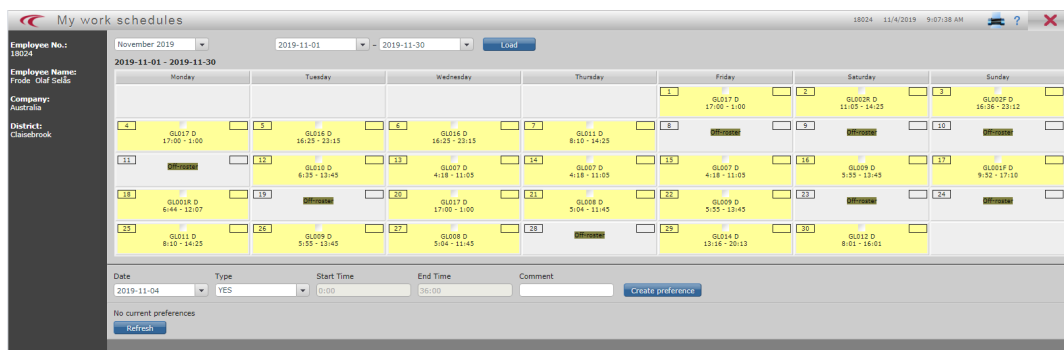 My work schedules
18024 11/4/2019 9:07:38 AM ?
Employee No.:
18024
Employee Name:
Frode Olaf Selås
Company:
Australia
District:
Claisebrook
November 2019 2019-11-01 - 2019-11-30 Load
2019-11-01 - 2019-11-30
Monday Tuesday Wednesday Thursday Friday Saturday Sunday
1 2 3
GL017 D GL002R D GL002F D
17:00 - 1:00 11:05 - 14:25 16:36 - 23:12
4 5 6 7 8 9 10
GL017 D GL016 D GL016 D GL011 D Off-roster Off-roster Off-roster
17:00 - 1:00 16:25 - 23:15 16:25 - 23:15 8:10 - 14:25
11 12 13 14 15 16 17
Off-roster GL010 D GL007 D GL007 D GL007 D GL009 D GL001F D
6:35 - 13:45 4:18 - 11:05 4:18 - 11:05 4:18 - 11:05 5:55 - 13:45 9:52 - 17:10
18 19 20 21 22 23 24
GL001R D Off-roster GL017 D GL008 D GL009 D Off-roster Off-roster
6:44 - 12:07 17:00 - 1:00 5:04 - 11:45 5:55 - 13:45
25 26 27 28 29 30
GL011 D GL009 D GL008 D Off-roster GL014 D GL012 D
8:10 - 14:25 5:55 - 13:45 5:04 - 11:45 13:16 - 20:13 8:01 - 16:01
Date Type Start Time End Time Comment
2019-11-04 YES 0:00 36:00 Create preference
No current preferences
Refresh